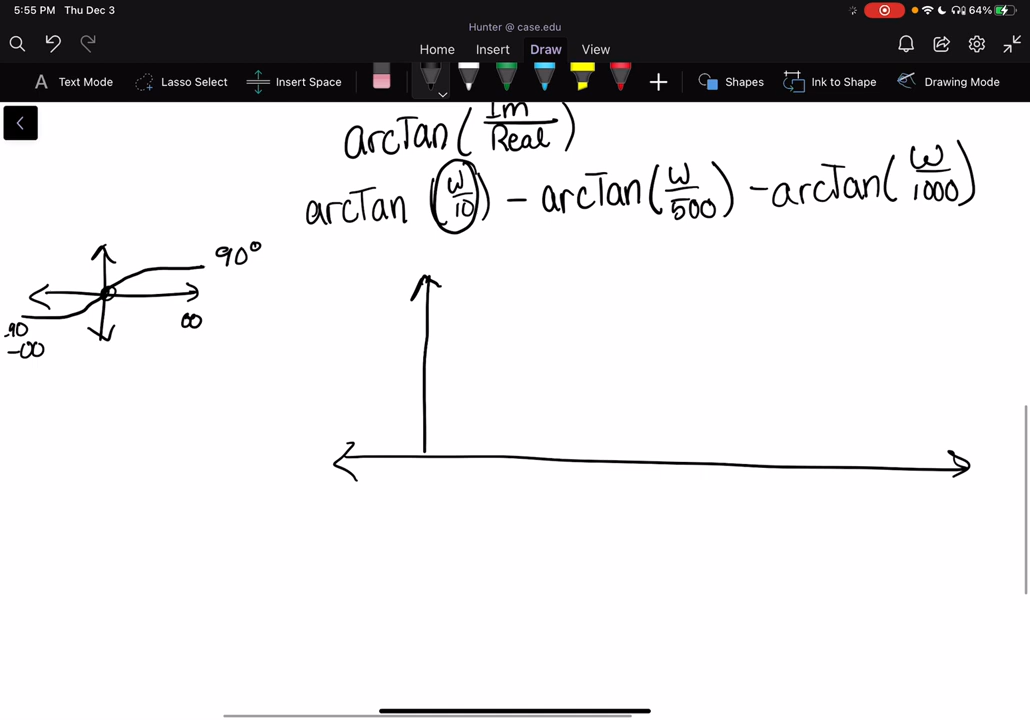 5:55 PM Thu Dec 3
64%
Hunter @ case.edu
Home Insert Draw View
Text Mode Lasso Select Insert Space Shapes Ink to Shape Drawing Mode
arcTan(Im/Real)
arcTan(ω/10) - arcTan(ω/500) - arcTan(ω/1000)
90°
∞
-90
-∞